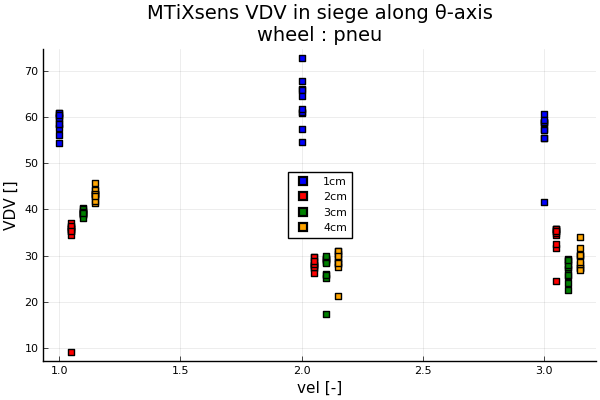 MTiXsens VDV in siege along θ-axis
wheel : pneu
VDV []
70
60
50
40
30
20
10
1cm
2cm
3cm
4cm
1.0
1.5
2.0
2.5
3.0
vel [-]